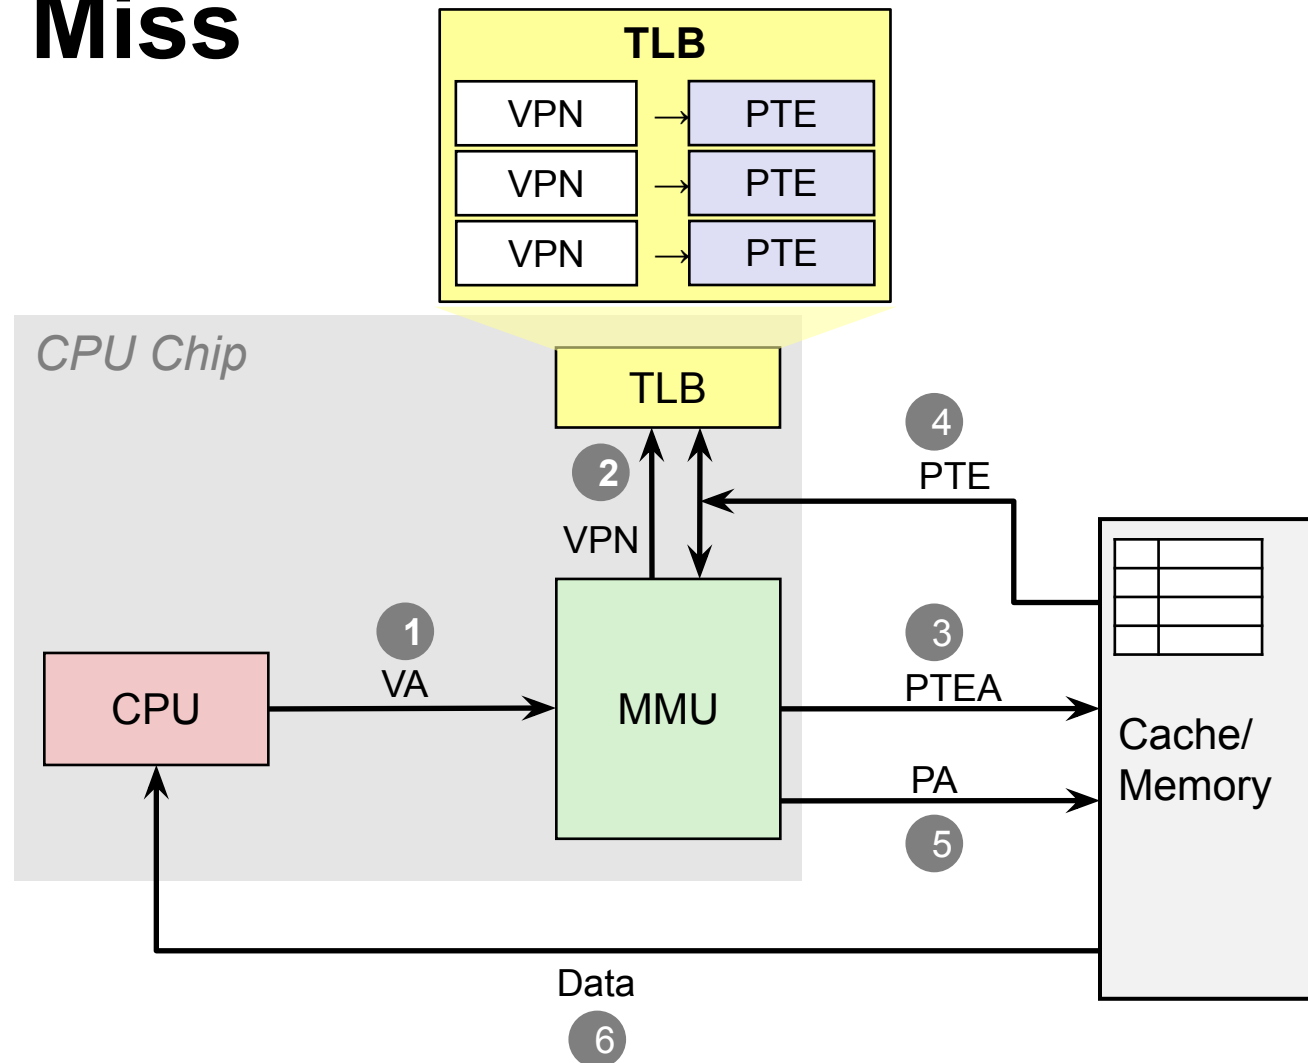 Miss
TLB
VPN → PTE
VPN → PTE
VPN → PTE
CPU Chip
TLB
4
PTE
2
VPN
1
VA
3
PTEA
CPU
MMU
Cache/
Memory
PA
5
Data
6